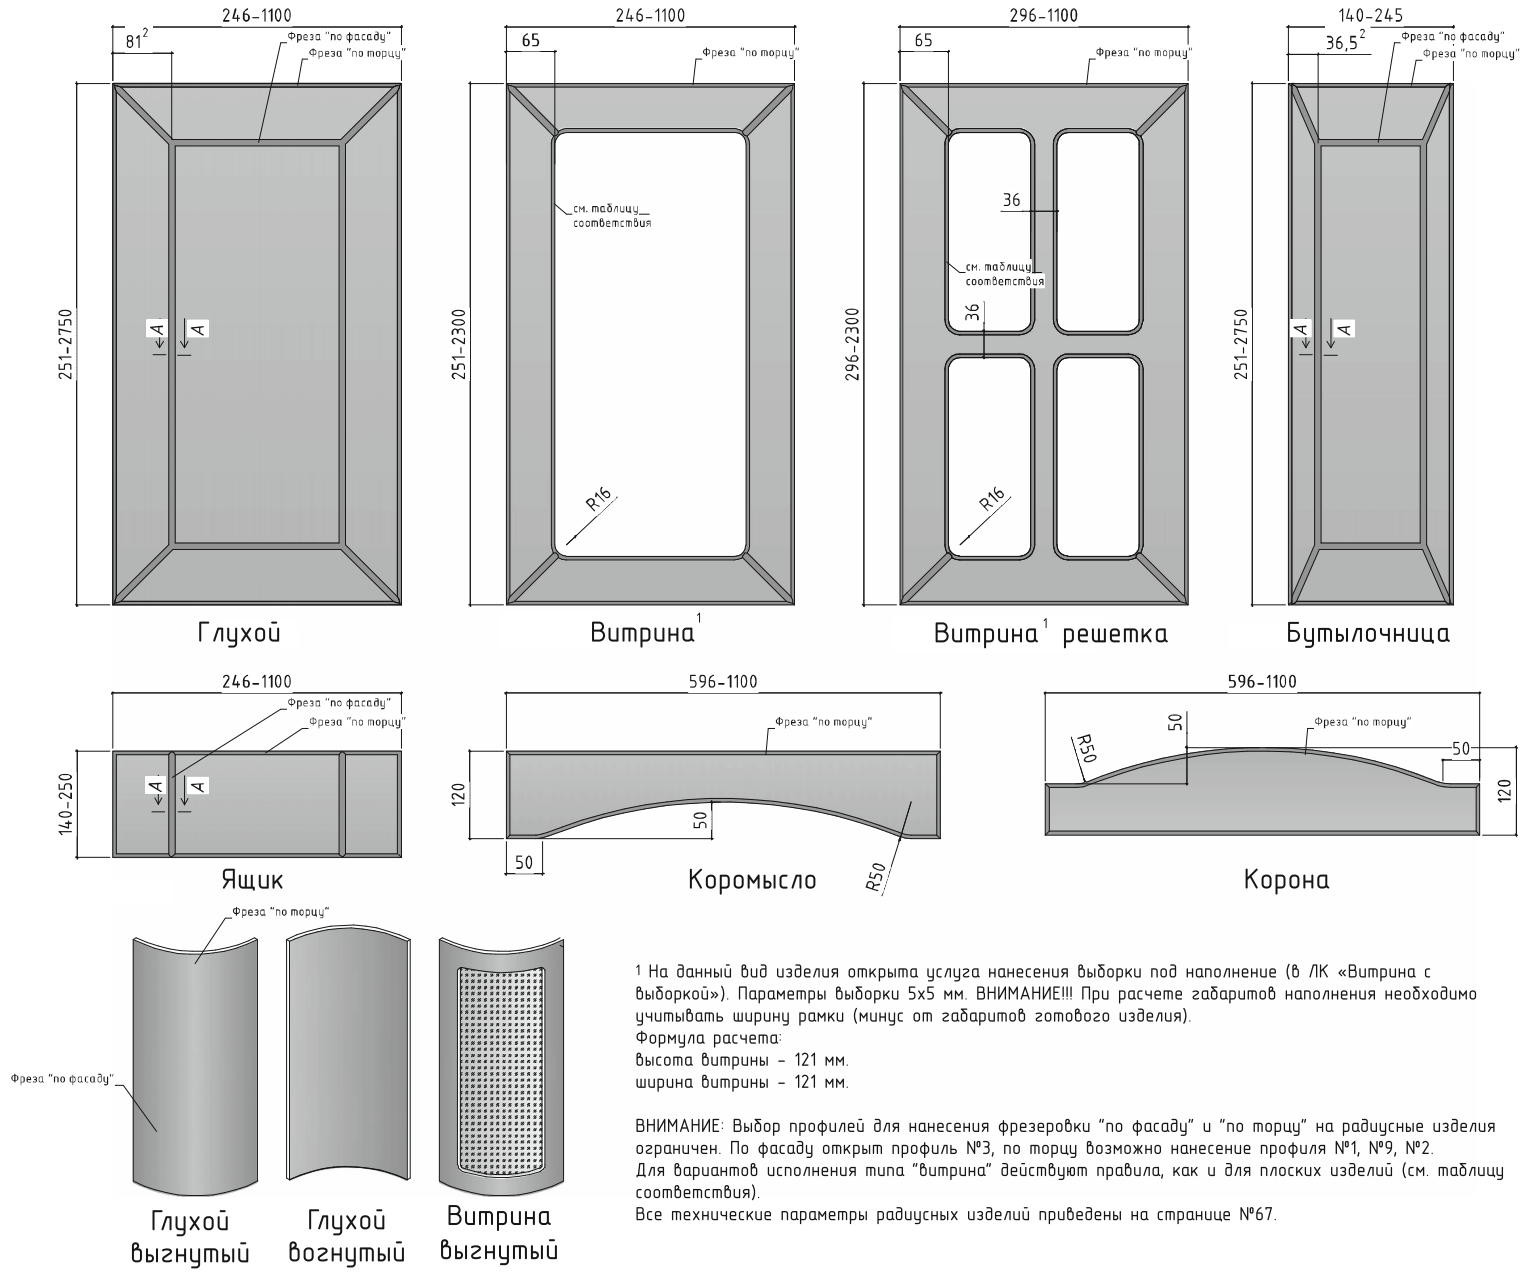 246-1100
81²
Фреза "по фасаду"
Фреза "по торцу"
251-2750
А А
Глухой
246-1100
65
Фреза "по торцу"
см. таблицу
соответствия
251-2300
R16
Витрина¹
296-1100
65
Фреза "по торцу"
36
см. таблицу
соответствия
36
296-2300
R16
Витрина¹ решетка
140-245
36,5²
Фреза "по фасаду"
Фреза "по торцу"
251-2750
А А
Бутылочница
246-1100
Фреза "по фасаду"
Фреза "по торцу"
140-250
А А
Ящик
596-1100
Фреза "по торцу"
120
50
50
R50
Коромысло
596-1100
50
Фреза "по торцу"
R50
50
120
Корона
Фреза "по торцу"
Фреза "по фасаду"
Глухой
выгнутый
Глухой
вогнутый
Витрина
выгнутый
¹ На данный вид изделия открыта услуга нанесения выборки под наполнение (в ЛК «Витрина с
выборкой»). Параметры выборки 5х5 мм. ВНИМАНИЕ!!! При расчете габаритов наполнения необходимо
учитывать ширину рамки (минус от габаритов готового изделия).
Формула расчета:
высота витрины - 121 мм.
ширина витрины - 121 мм.
ВНИМАНИЕ: Выбор профилей для нанесения фрезеровки "по фасаду" и "по торцу" на радиусные изделия
ограничен. По фасаду открыт профиль №3, по торцу возможно нанесение профиля №1, №9, №2.
Для вариантов исполнения типа "витрина" действуют правила, как и для плоских изделий (см. таблицу
соответствия).
Все технические параметры радиусных изделий приведены на странице №67.